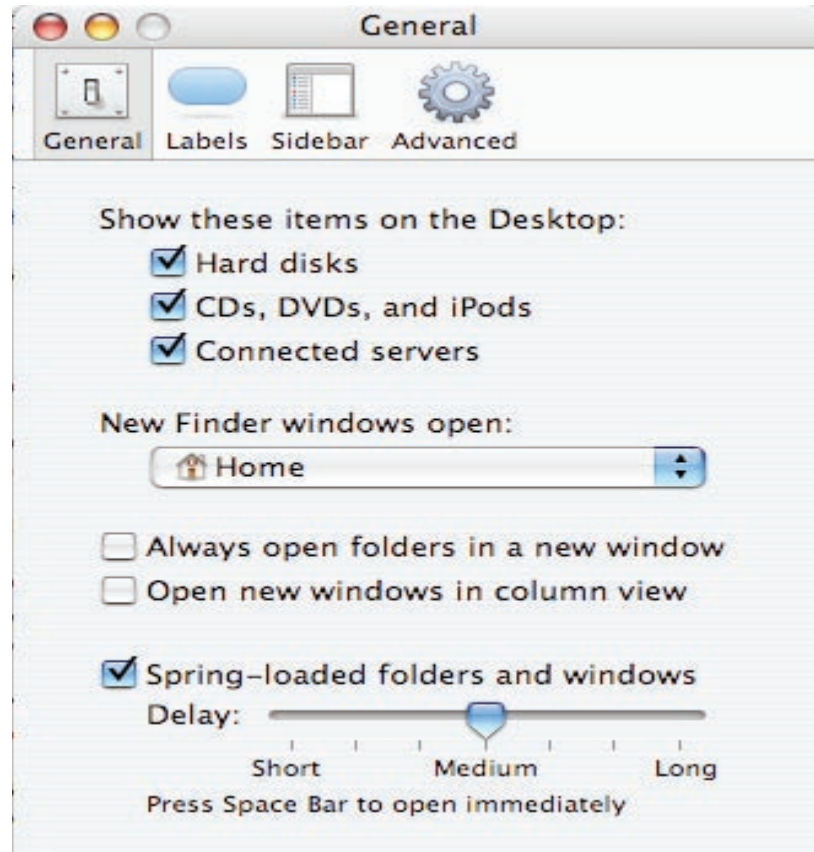 General
General Labels Sidebar Advanced
Show these items on the Desktop:
Hard disks
CDs, DVDs, and iPods
Connected servers
New Finder windows open:
Home
Always open folders in a new window
Open new windows in column view
Spring-loaded folders and windows
Delay:
Short Medium Long
Press Space Bar to open immediately